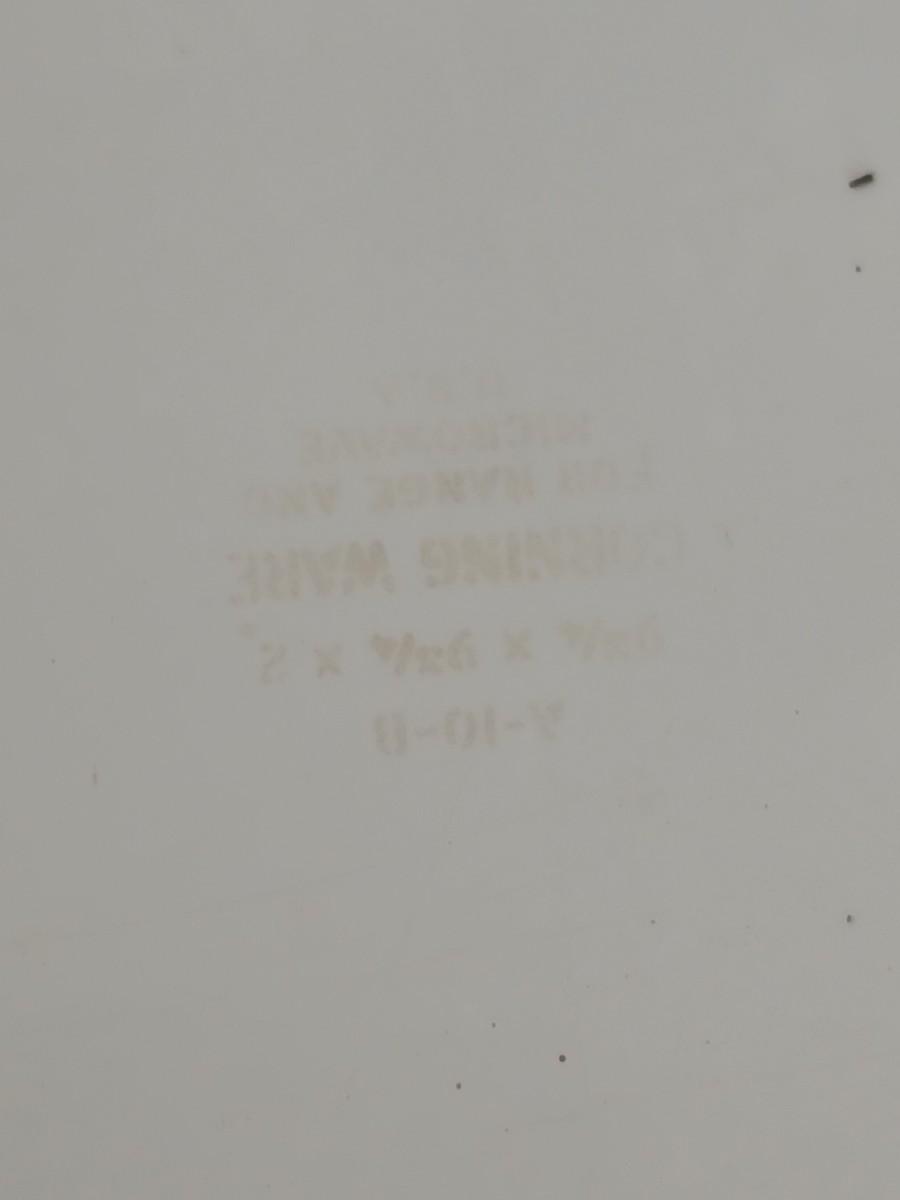 A-10-B
9¾ x 9¾ x 2
CORNING WARE
FOR RANGE AND
MICROWAVE
U.S.A